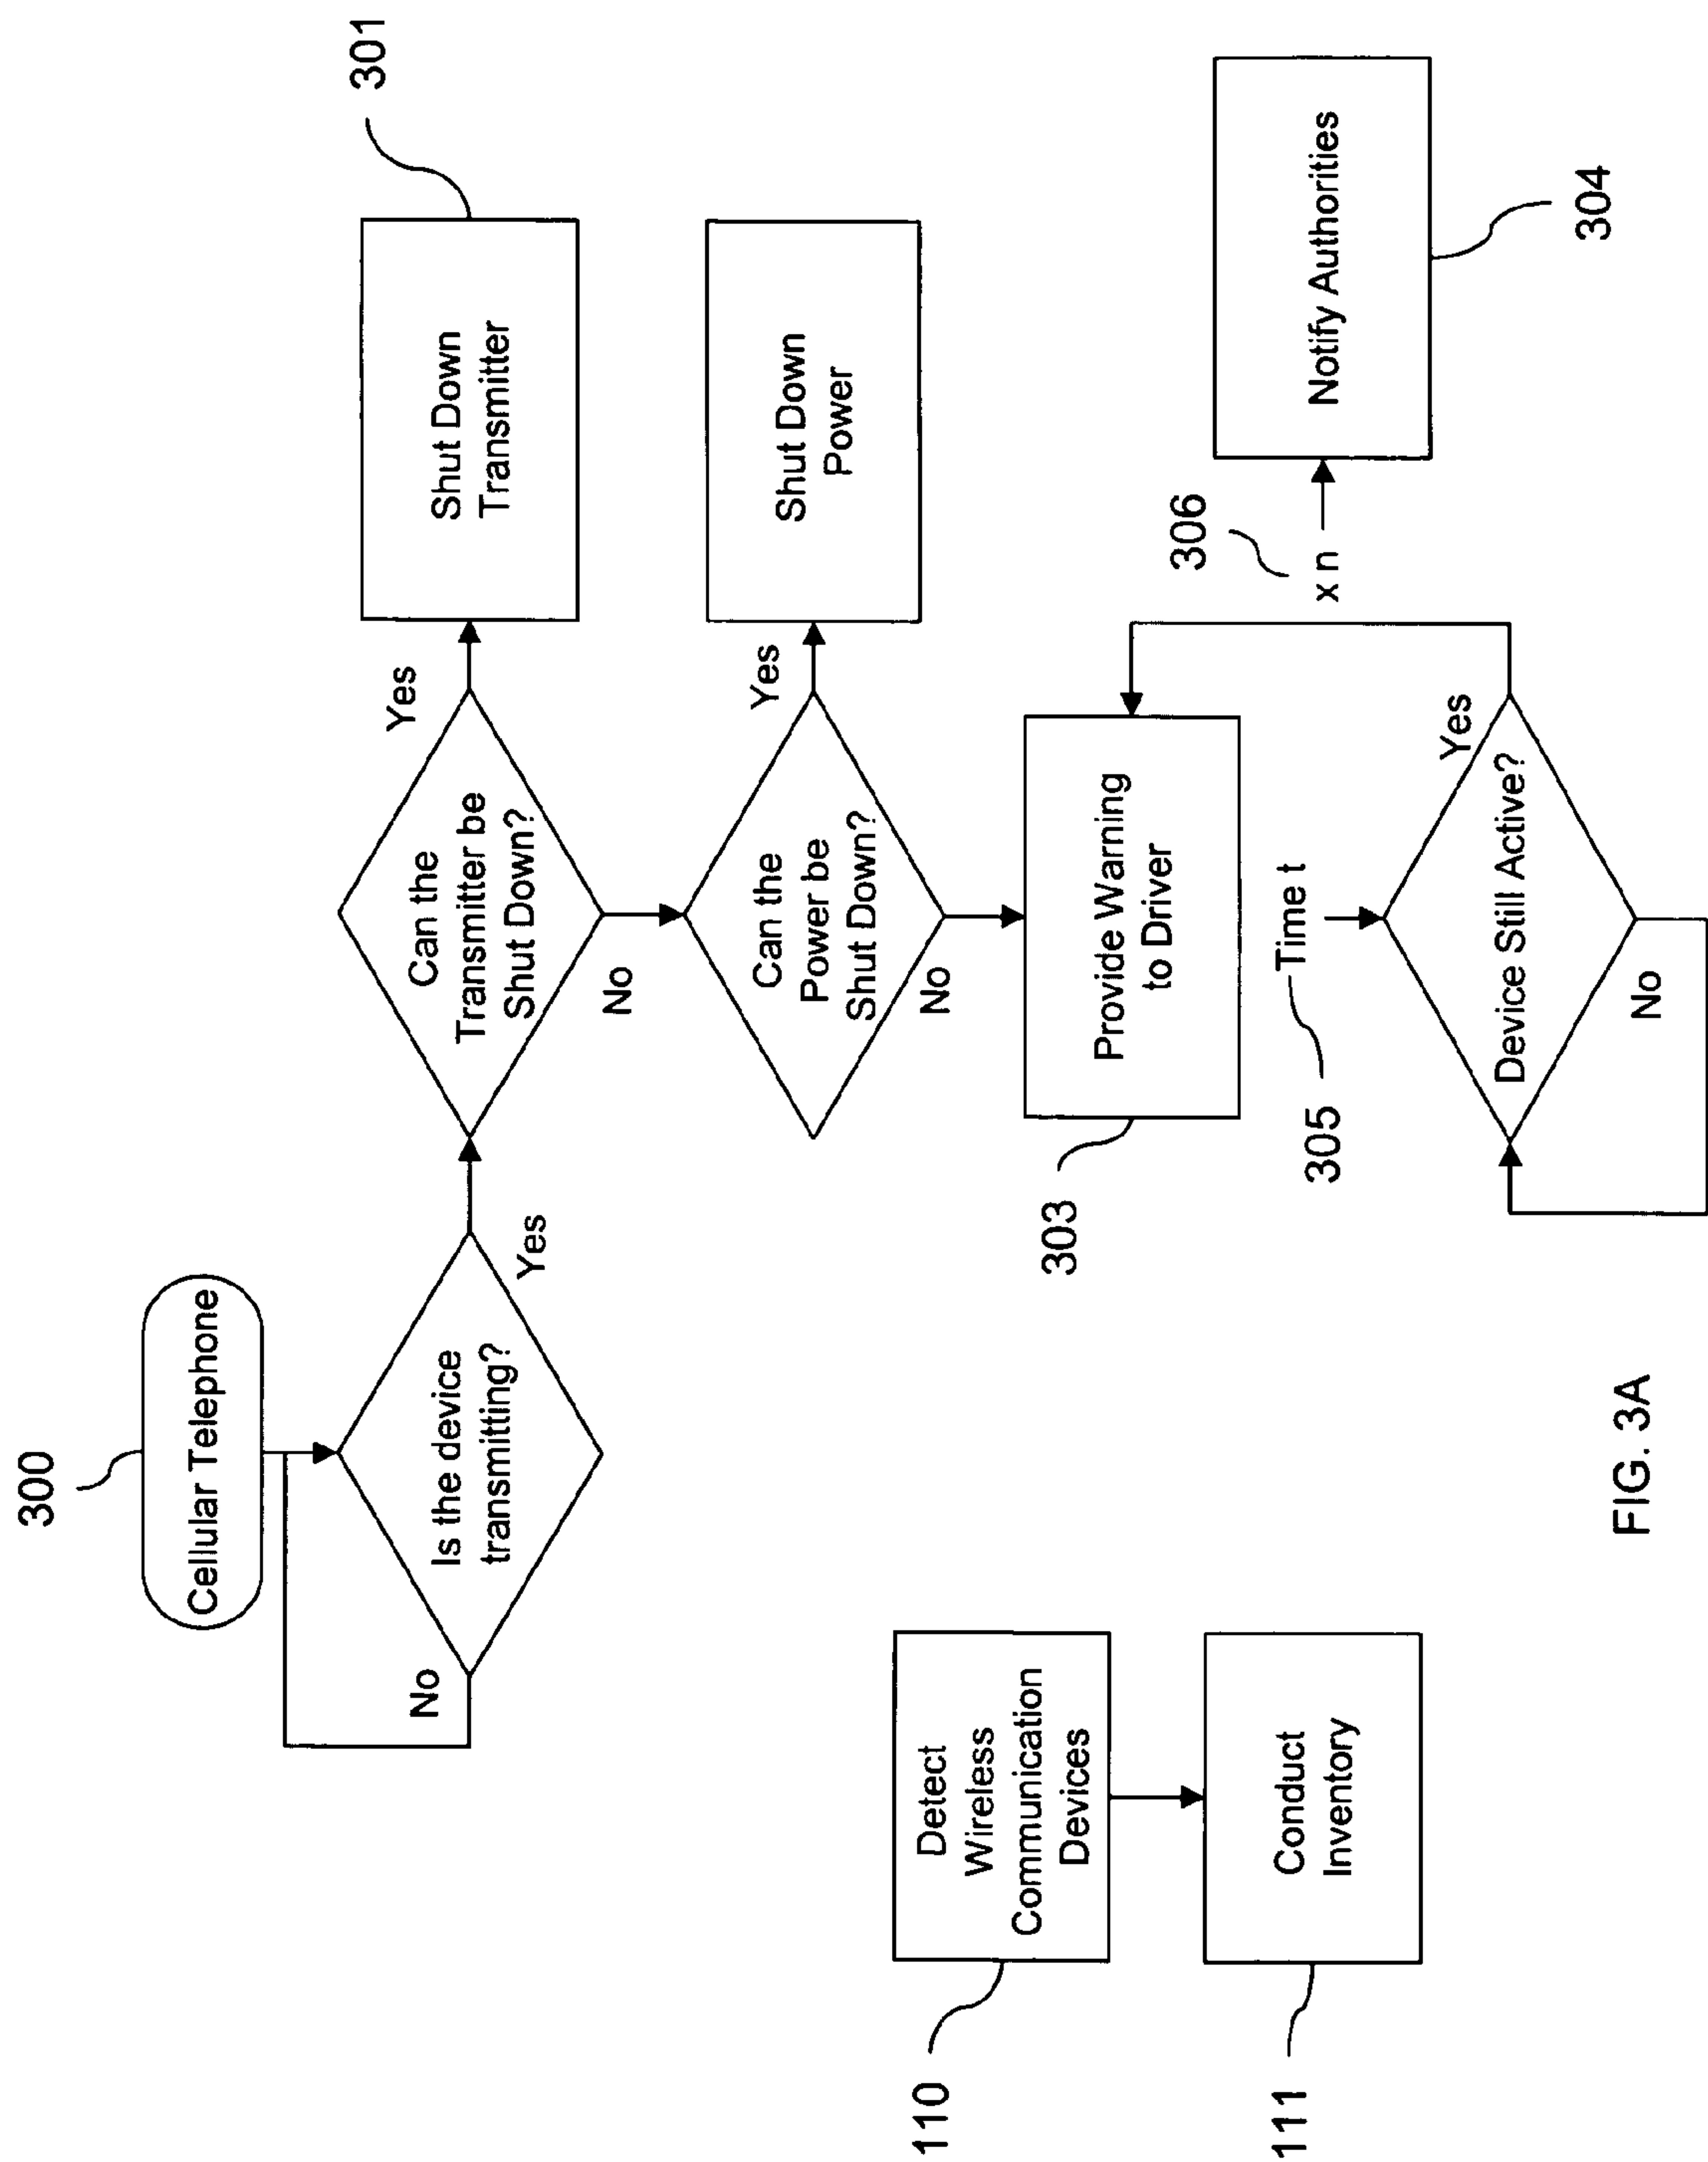 300
Cellular Telephone
Is the device
transmitting?
No
Yes
Can the
Transmitter be
Shut Down?
Yes
No
Shut Down
Transmitter
301
Can the
Power be
Shut Down?
Yes
No
Shut Down
Power
110
Detect
Wireless
Communication
Devices
111
Conduct
Inventory
303
Provide Warning
to Driver
305
Time t
Device Still Active?
Yes
No
306
x n
Notify Authorities
304
FIG. 3A